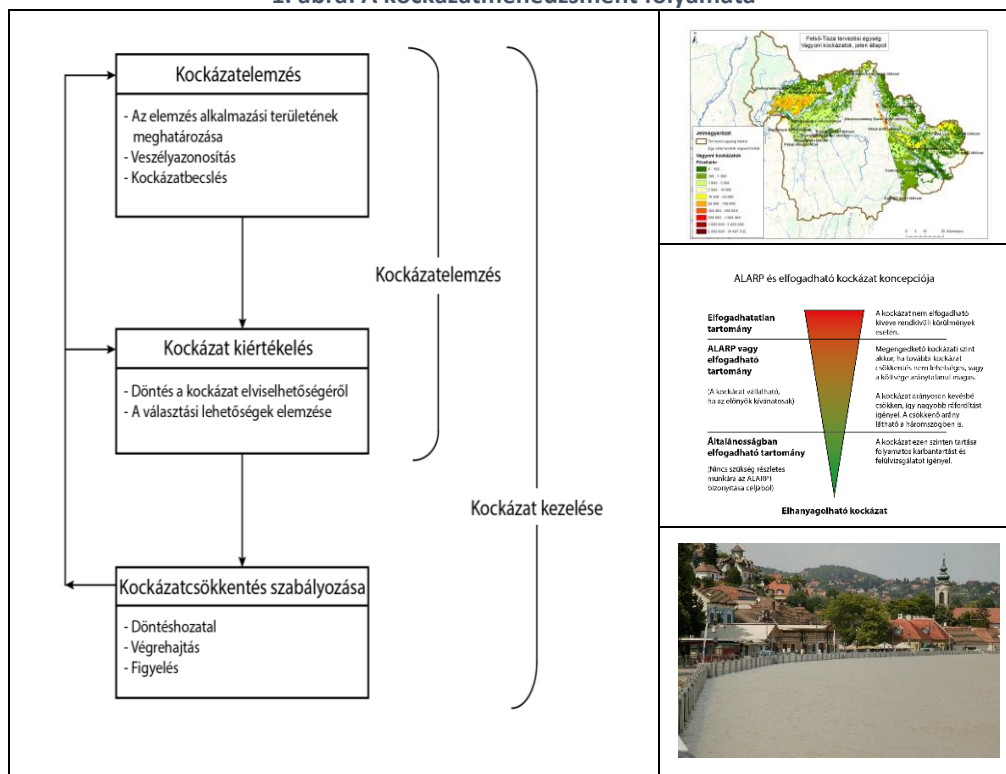 1. ábra: A kockázatmenedzsment folyamata
Kockázatelemzés
- Az elemzés alkalmazási területének
meghatározása
- Veszélyazonosítás
- Kockázatbecslés
Kockázat kiértékelés
- Döntés a kockázat elviselhetőségéről
- A választási lehetőségek elemzése
Kockázatcsökkentés szabályozása
- Döntéshozatal
- Végrehajtás
- Figyelés
Kockázatelemzés
Kockázat kezelése
Felső-Tisza tervezési egység
Vagyoni kockázatok, jelen állapot
Jelmagyarázat
Vagyoni kockázatok
ALARP és elfogadható kockázat koncepciója
Elfogadhatatlan
tartomány
A kockázat nem elfogadható
kivéve rendkívüli körülmények
esetén.
ALARP vagy
elfogadható
tartomány
(A kockázat vállalható,
ha az előnyök kívánatosak)
Megengedhető kockázati szint
akkor, ha további kockázat
csökkentés nem lehetséges, vagy
a költsége aránytalanul magas.
A kockázat arányosan kevésbé
csökken, így nagyobb ráfordítást
igényel. A csökkenő arány
látható a háromszögben is.
Általánosságban
elfogadható tartomány
(Nincs szükség részletes
munkára az ALARP
bizonyítása céljából)
A kockázat ezen szinten tartása
folyamatos karbantartást és
felülvizsgálatot igényel.
Elhanyagolható kockázat